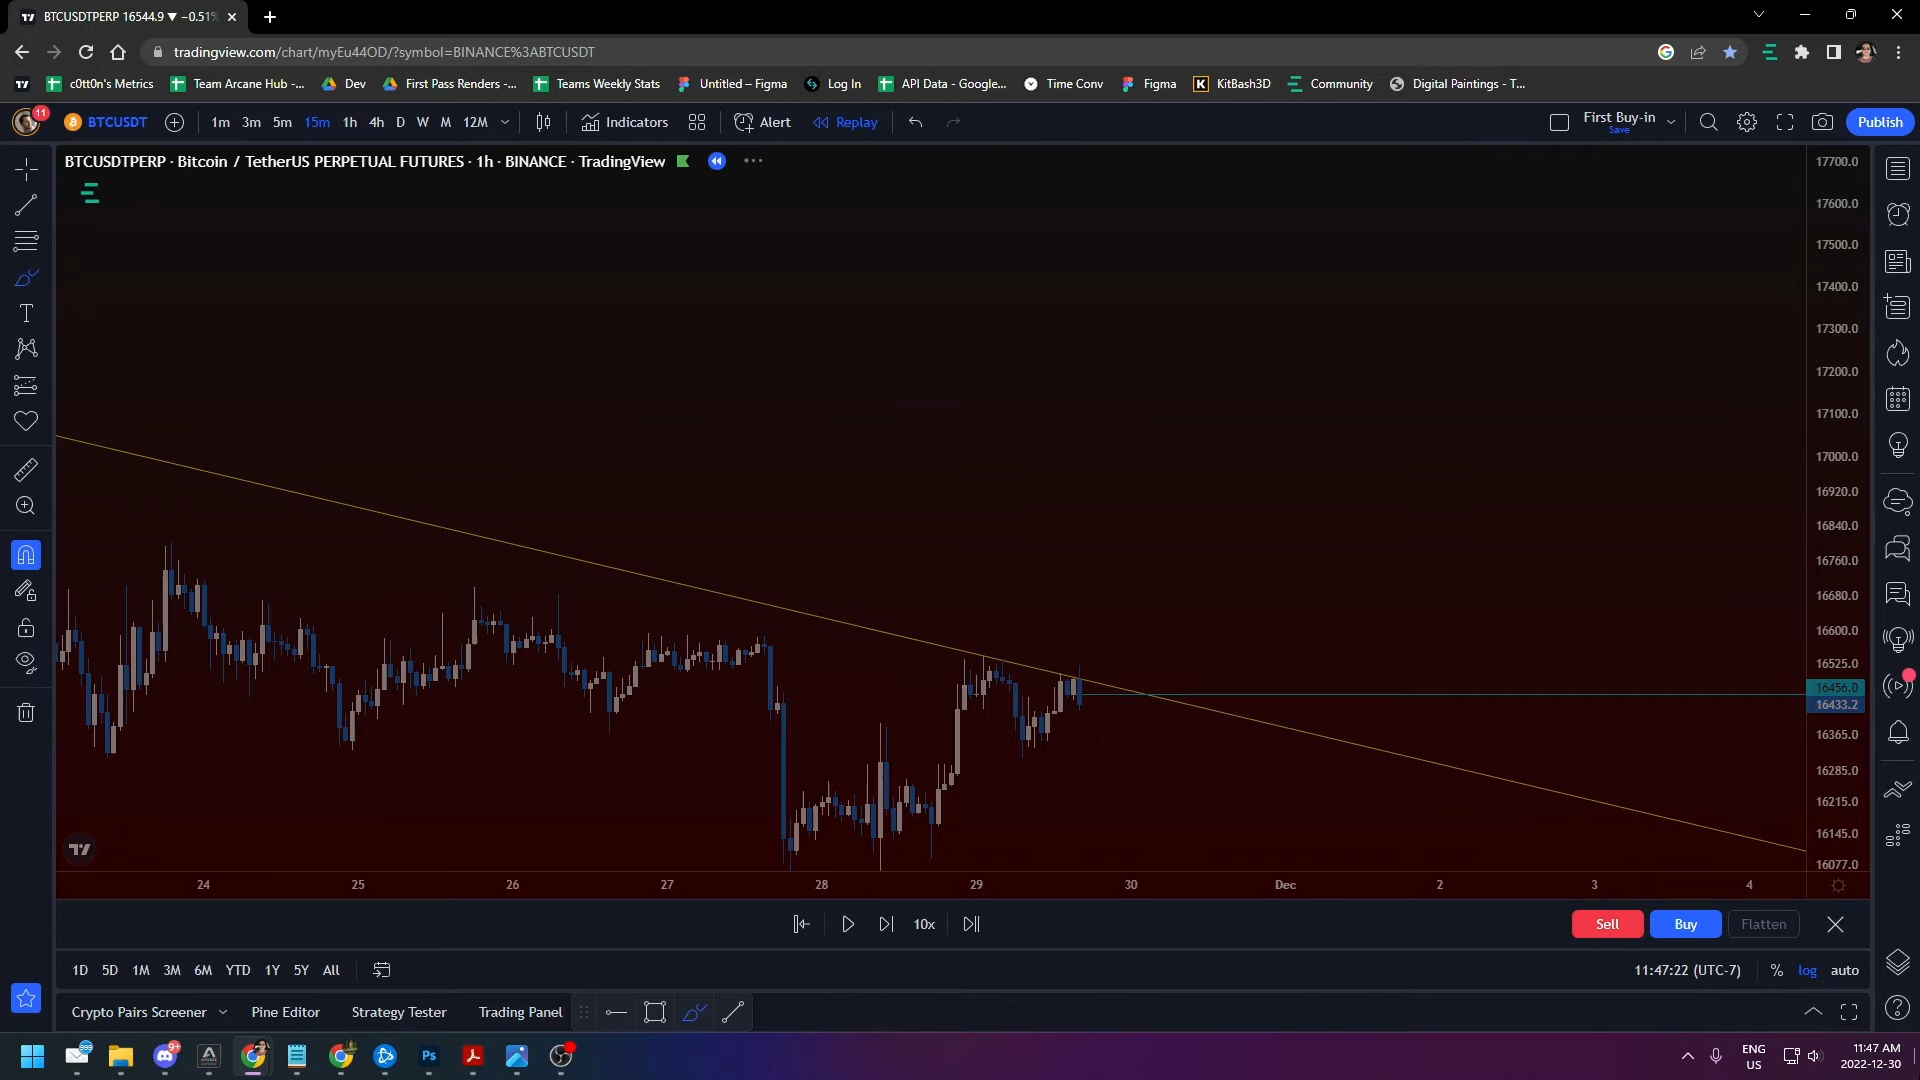 BTCUSDTPERP 16544.9 ▼ −0.51%
tradingview.com/chart/myEu44OD/?symbol=BINANCE%3ABTCUSDT
c0tt0n's Metrics Team Arcane Hub -... Dev First Pass Renders -... Teams Weekly Stats Untitled – Figma Log In API Data - Google... Time Conv Figma KitBash3D Community Digital Paintings - T...
11 BTCUSDT 1m 3m 5m 15m 1h 4h D W M 12M Indicators Alert Replay First Buy-in Publish
Save
BTCUSDTPERP · Bitcoin / TetherUS PERPETUAL FUTURES · 1h · BINANCE · TradingView
17700.0
17600.0
17500.0
17400.0
17300.0
17200.0
17100.0
17000.0
16920.0
16840.0
16760.0
16680.0
16600.0
16525.0
16456.0
16433.2
16365.0
16285.0
16215.0
16145.0
16077.0
24 25 26 27 28 29 30 Dec 2 3 4
10x Sell Buy Flatten
1D 5D 1M 3M 6M YTD 1Y 5Y All 11:47:22 (UTC-7) % log auto
Crypto Pairs Screener Pine Editor Strategy Tester Trading Panel
ENG
US
11:47 AM
2022-12-30